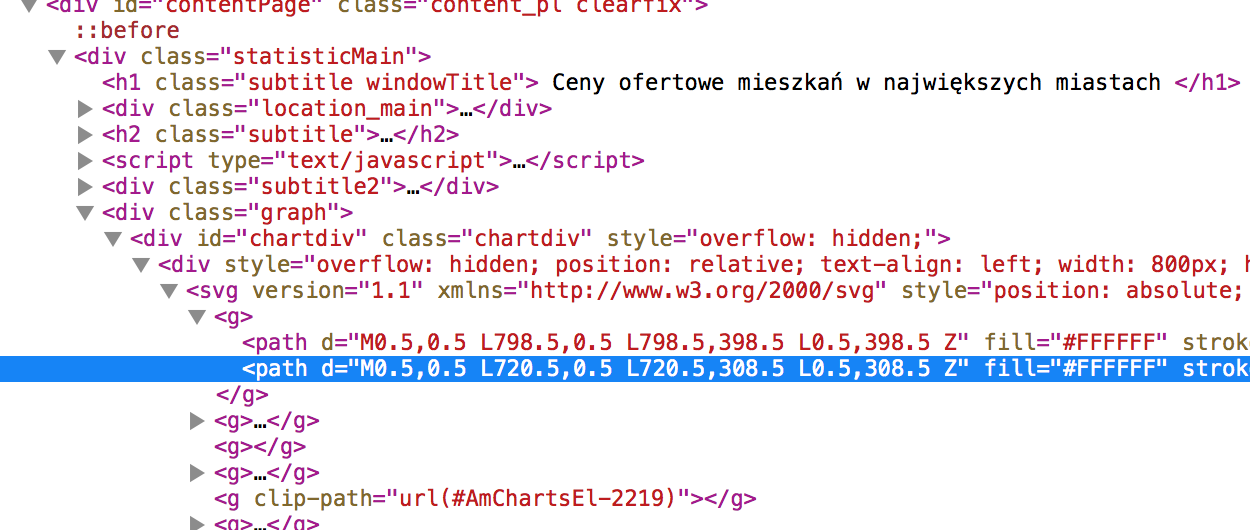 <div id="contentPage" class="content_pl clearfix">
::before
<div class="statisticMain">
<h1 class="subtitle windowTitle"> Ceny ofertowe mieszkań w największych miastach </h1>
<div class="location_main">…</div>
<h2 class="subtitle">…</h2>
<script type="text/javascript">…</script>
<div class="subtitle2">…</div>
<div class="graph">
<div id="chartdiv" class="chartdiv" style="overflow: hidden;">
<div style="overflow: hidden; position: relative; text-align: left; width: 800px; h
<svg version="1.1" xmlns="http://www.w3.org/2000/svg" style="position: absolute;
<g>
<path d="M0.5,0.5 L798.5,0.5 L798.5,398.5 L0.5,398.5 Z" fill="#FFFFFF" strok
<path d="M0.5,0.5 L720.5,0.5 L720.5,308.5 L0.5,308.5 Z" fill="#FFFFFF" strok
</g>
<g>…</g>
<g></g>
<g>…</g>
<g clip-path="url(#AmChartsEl-2219)"></g>
<g>…</g>